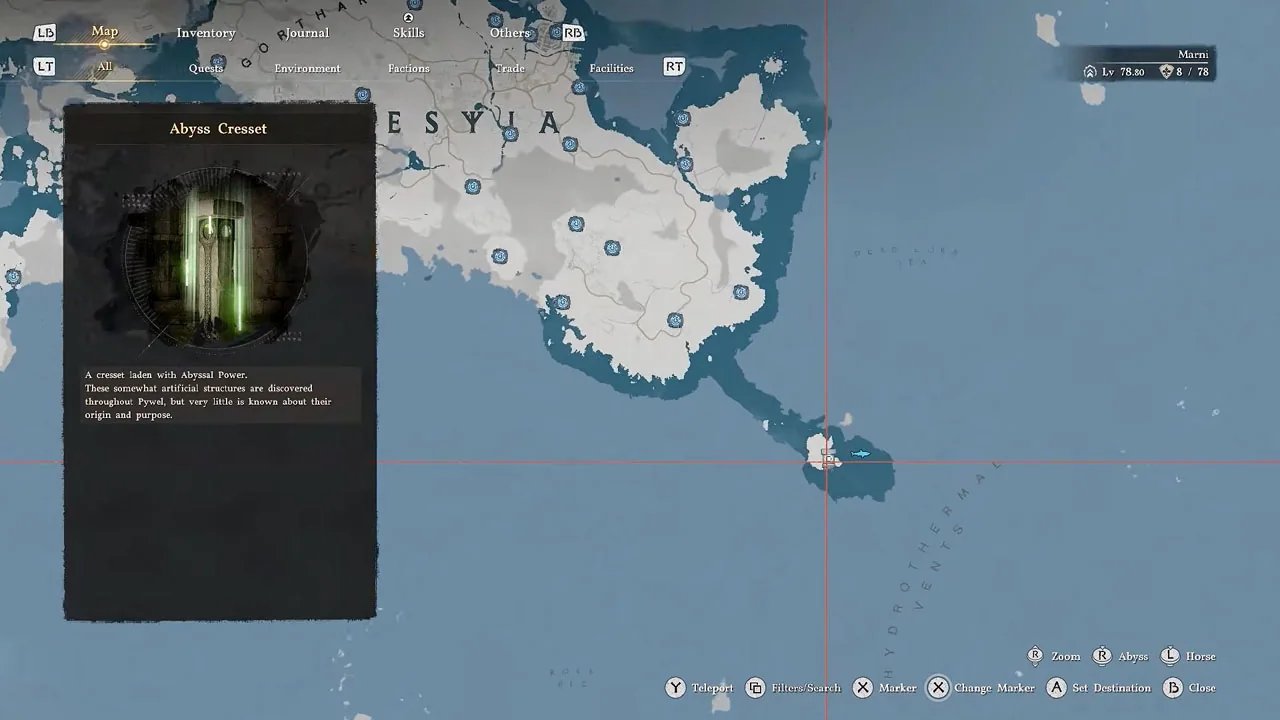 LB Map Inventory Journal Skills Others RB
LT All Quests Environment Factions Trade Facilities RT
Marni
Lv 78.80 8 / 78
ORTHAR
ESYIA
Abyss Cresset
A cresset laden with Abyssal Power.
These somewhat artificial structures are discovered
throughout Pywel, but very little is known about their
origin and purpose.
HYDROTHERMAL
VENTS
R Zoom R Abyss L Horse
Y Teleport Filters/Search X Marker X Change Marker A Set Destination B Close